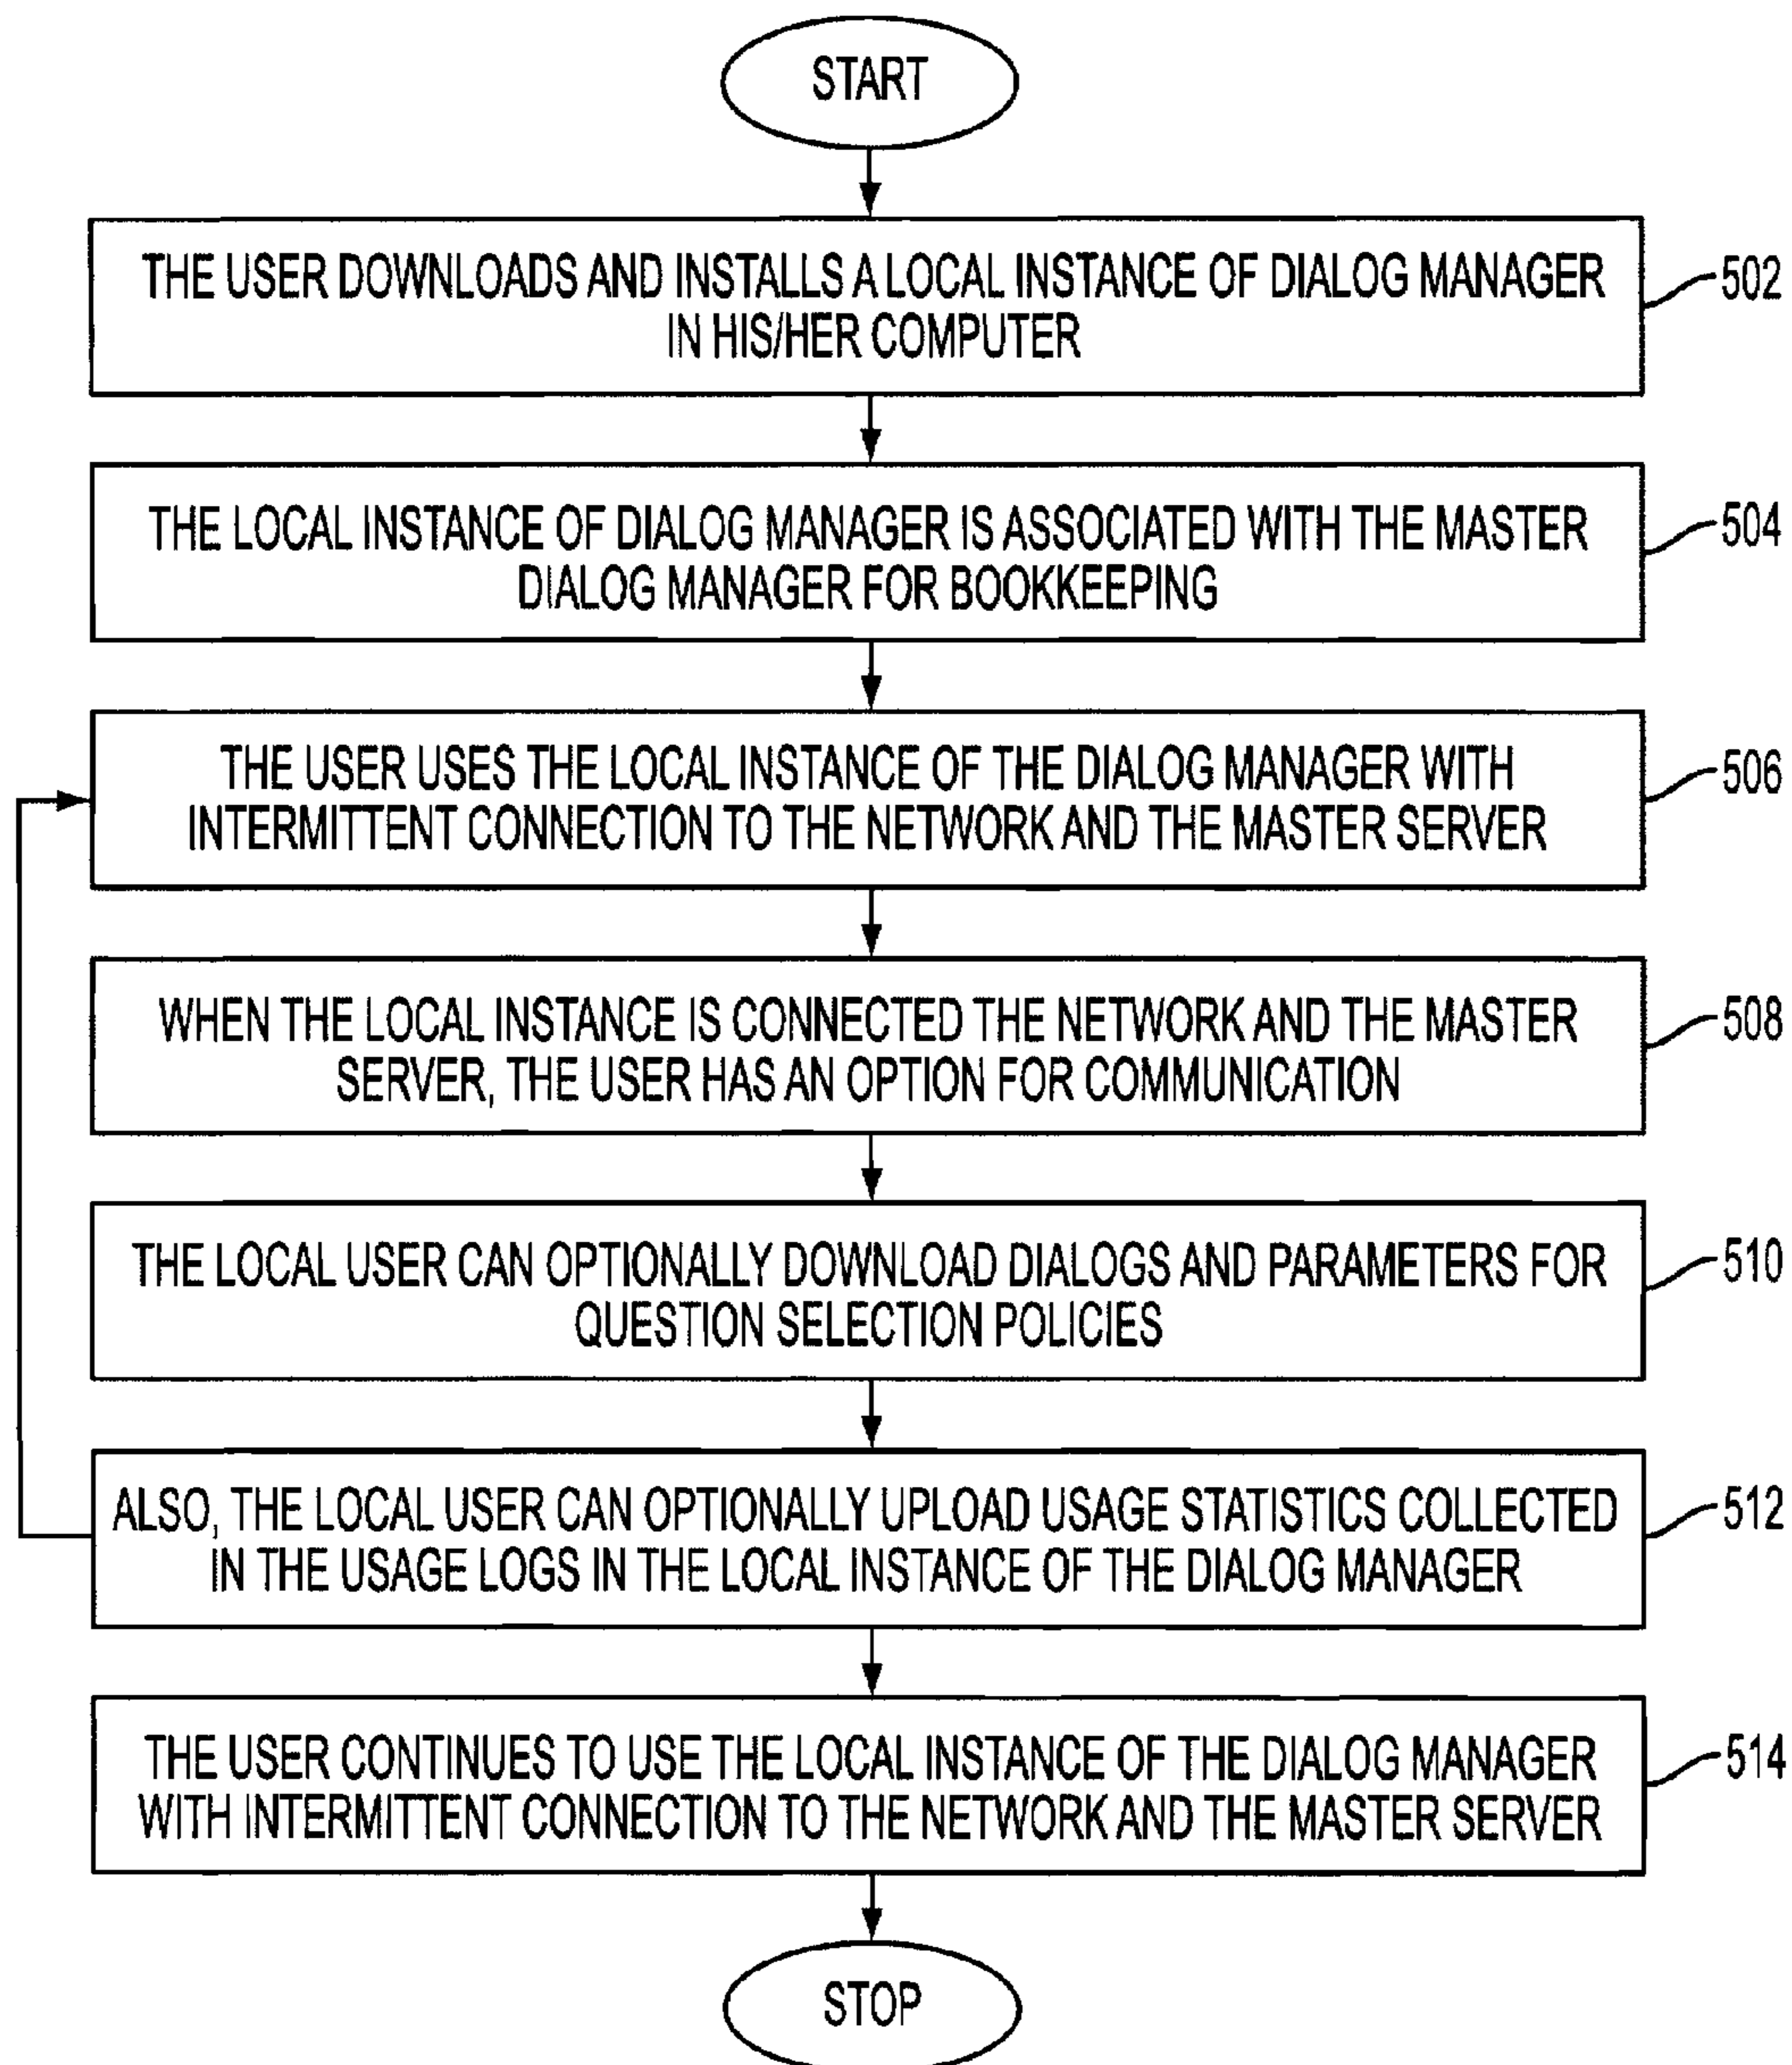 START
THE USER DOWNLOADS AND INSTALLS A LOCAL INSTANCE OF DIALOG MANAGER
IN HIS/HER COMPUTER
502
THE LOCAL INSTANCE OF DIALOG MANAGER IS ASSOCIATED WITH THE MASTER
DIALOG MANAGER FOR BOOKKEEPING
504
THE USER USES THE LOCAL INSTANCE OF THE DIALOG MANAGER WITH
INTERMITTENT CONNECTION TO THE NETWORK AND THE MASTER SERVER
506
WHEN THE LOCAL INSTANCE IS CONNECTED THE NETWORK AND THE MASTER
SERVER, THE USER HAS AN OPTION FOR COMMUNICATION
508
THE LOCAL USER CAN OPTIONALLY DOWNLOAD DIALOGS AND PARAMETERS FOR
QUESTION SELECTION POLICIES
510
ALSO, THE LOCAL USER CAN OPTIONALLY UPLOAD USAGE STATISTICS COLLECTED
IN THE USAGE LOGS IN THE LOCAL INSTANCE OF THE DIALOG MANAGER
512
THE USER CONTINUES TO USE THE LOCAL INSTANCE OF THE DIALOG MANAGER
WITH INTERMITTENT CONNECTION TO THE NETWORK AND THE MASTER SERVER
514
STOP